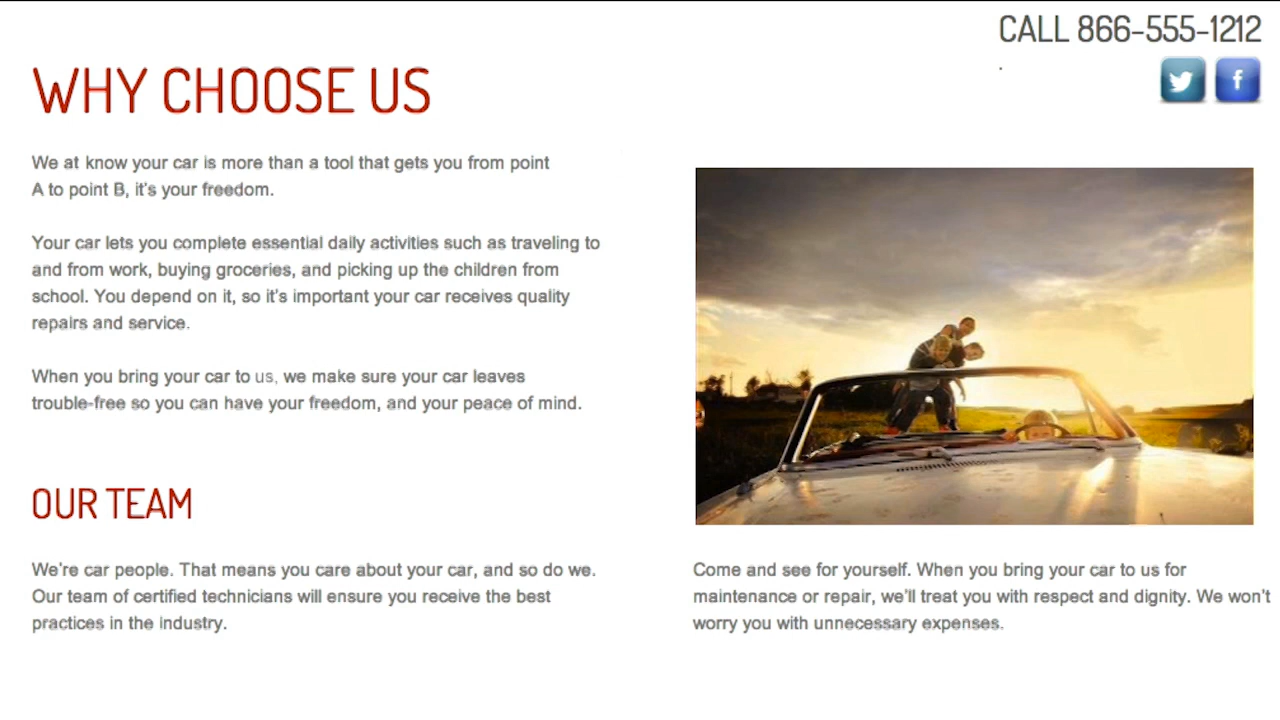 CALL 866-555-1212
WHY CHOOSE US
We at know your car is more than a tool that gets you from point
A to point B, it's your freedom.
Your car lets you complete essential daily activities such as traveling to
and from work, buying groceries, and picking up the children from
school. You depend on it, so it's important your car receives quality
repairs and service.
When you bring your car to us, we make sure your car leaves
trouble-free so you can have your freedom, and your peace of mind.
OUR TEAM
We're car people. That means you care about your car, and so do we.
Our team of certified technicians will ensure you receive the best
practices in the industry.
Come and see for yourself. When you bring your car to us for
maintenance or repair, we'll treat you with respect and dignity. We won't
worry you with unnecessary expenses.